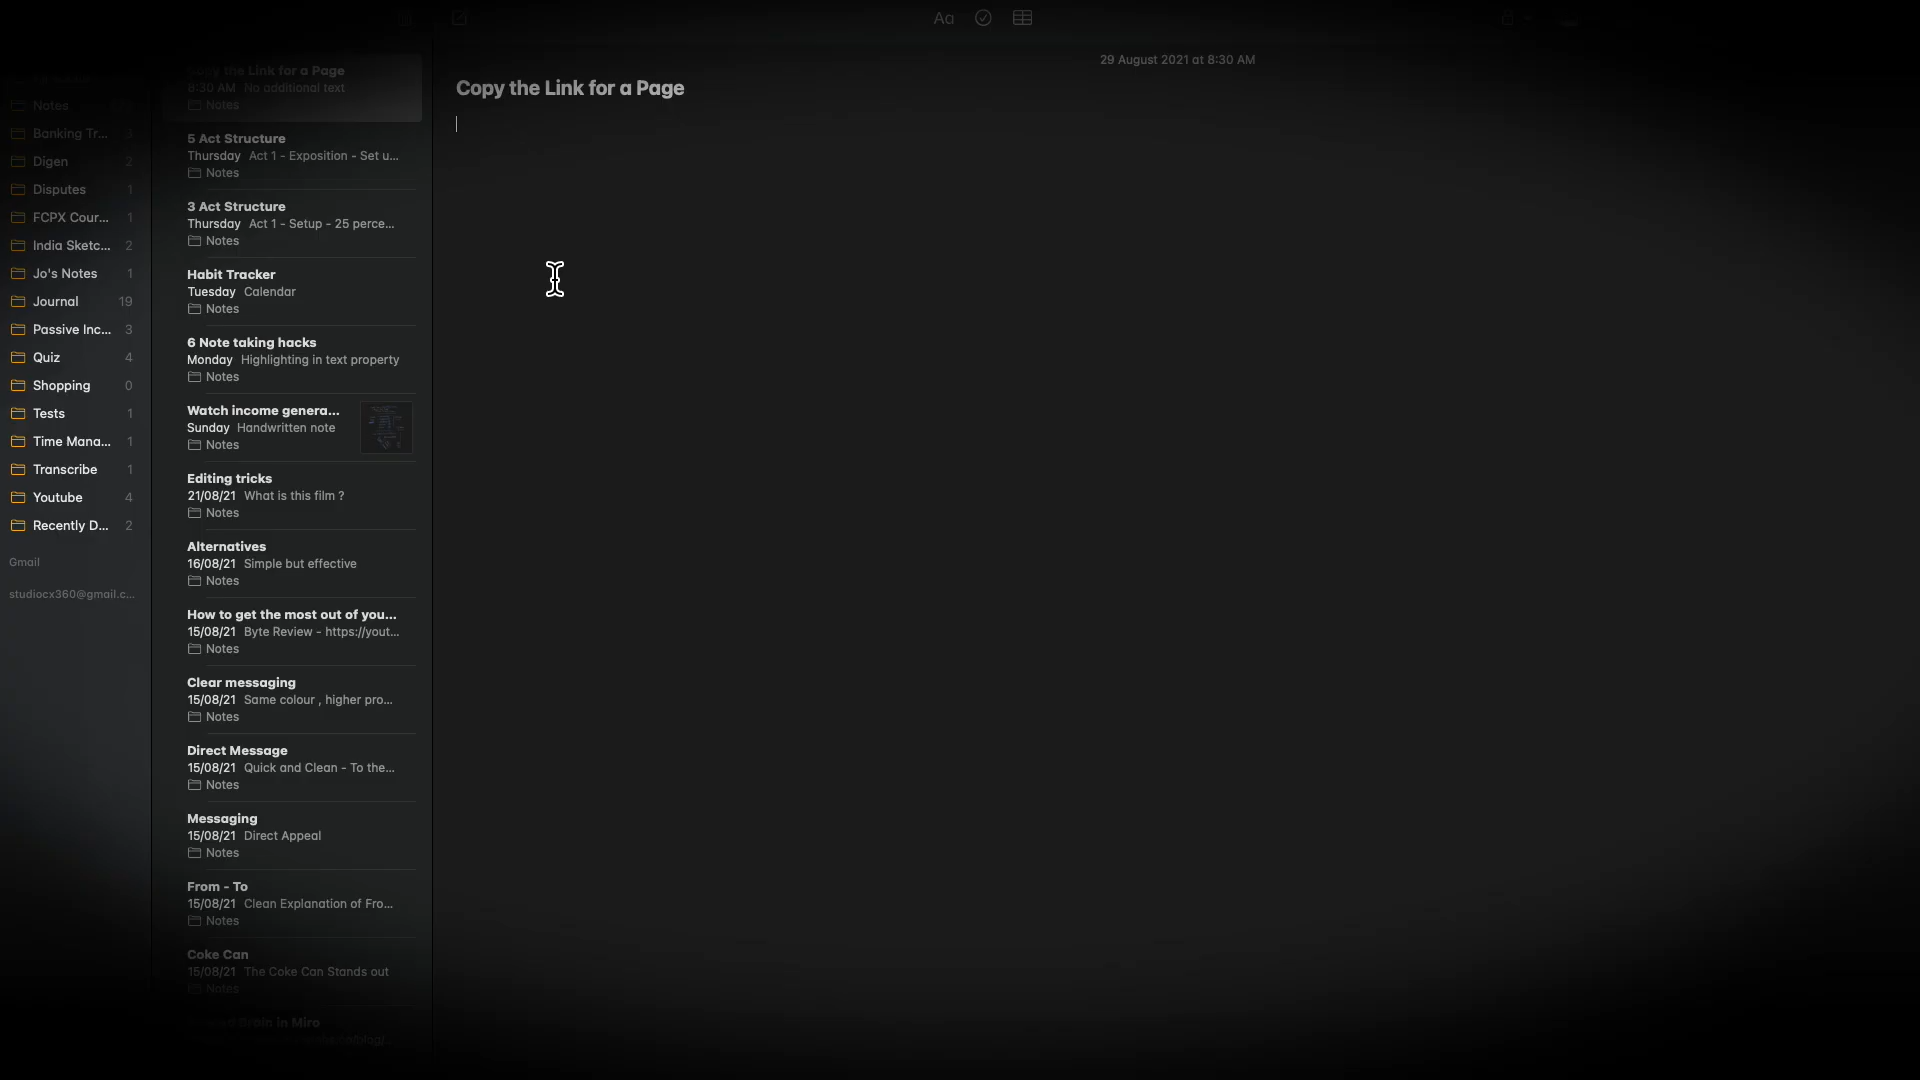 Notes
Banking Tr... 3
Digen 2
Disputes 1
FCPX Cour... 1
India Sketc... 2
Jo's Notes 1
Journal 19
Passive Inc... 3
Quiz 4
Shopping 0
Tests 1
Time Mana... 1
Transcribe 1
Youtube 4
Recently D... 2
Gmail
studiocx360@gmail.c...
the Link for a Page
8:30 AM No additional text
Notes
5 Act Structure
Thursday Act 1 - Exposition - Set u...
Notes
3 Act Structure
Thursday Act 1 - Setup - 25 perce...
Notes
Habit Tracker
Tuesday Calendar
Notes
6 Note taking hacks
Monday Highlighting in text property
Notes
Watch income genera...
Sunday Handwritten note
Notes
Editing tricks
21/08/21 What is this film ?
Notes
Alternatives
16/08/21 Simple but effective
Notes
How to get the most out of you...
15/08/21 Byte Review - https://yout...
Notes
Clear messaging
15/08/21 Same colour , higher pro...
Notes
Direct Message
15/08/21 Quick and Clean - To the...
Notes
Messaging
15/08/21 Direct Appeal
Notes
From - To
15/08/21 Clean Explanation of Fro...
Notes
Coke Can
15/08/21 The Coke Can Stands out
Notes
Brain in Miro
Aa
29 August 2021 at 8:30 AM
Copy the Link for a Page